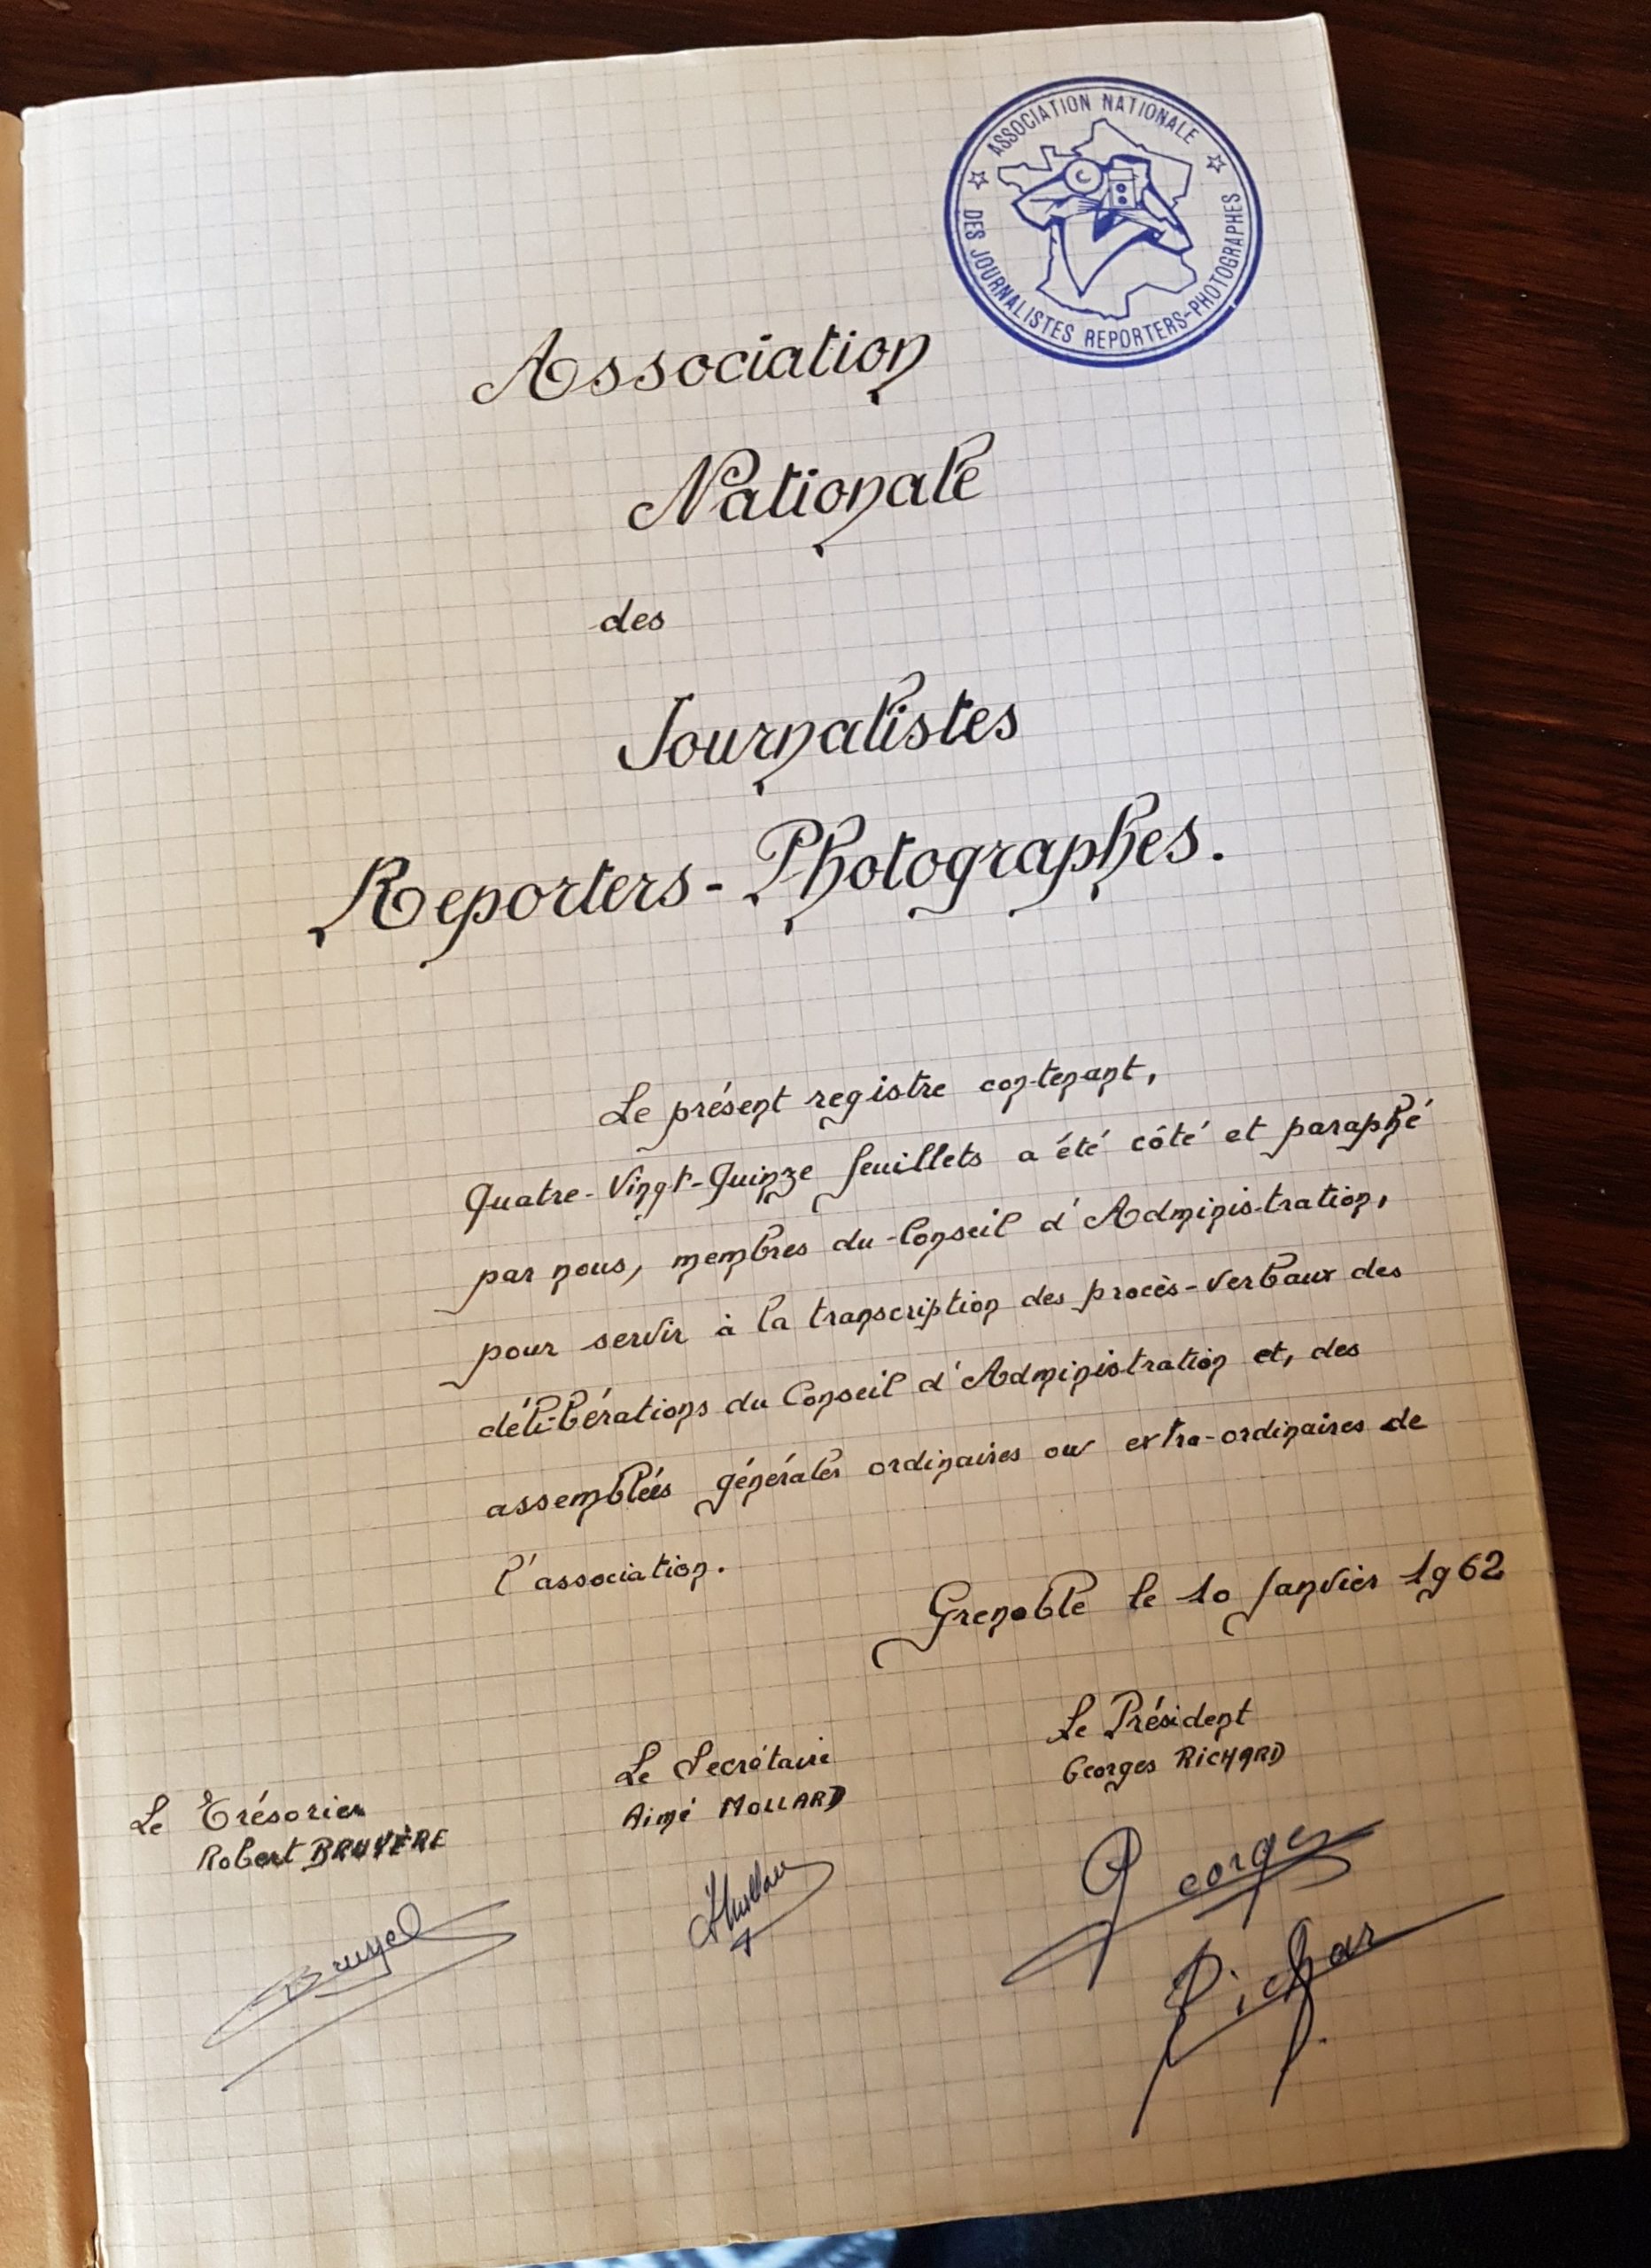 ASSOCIATION NATIONALE
DES JOURNALISTES REPORTERS-PHOTOGRAPHES
Association
Nationale
des
Journalistes
Reporters-Photographes.
Le présent registre contenant,
Quatre-Vingt-Quinze feuillets a été côté et paraphé
par nous, membres du Conseil d'Administration,
pour servir à la transcription des procès-verbaux des
délibérations du Conseil d'Administration et, des
assemblées générales ordinaires ou extra-ordinaires de
l'association.
Grenoble le 10 Janvier 1962
Le Président
Georges RICHARD
Le Secrétaire
Aimé MOLLARD
Le Trésorier
Robert BRUYÈRE
Georges
Richar